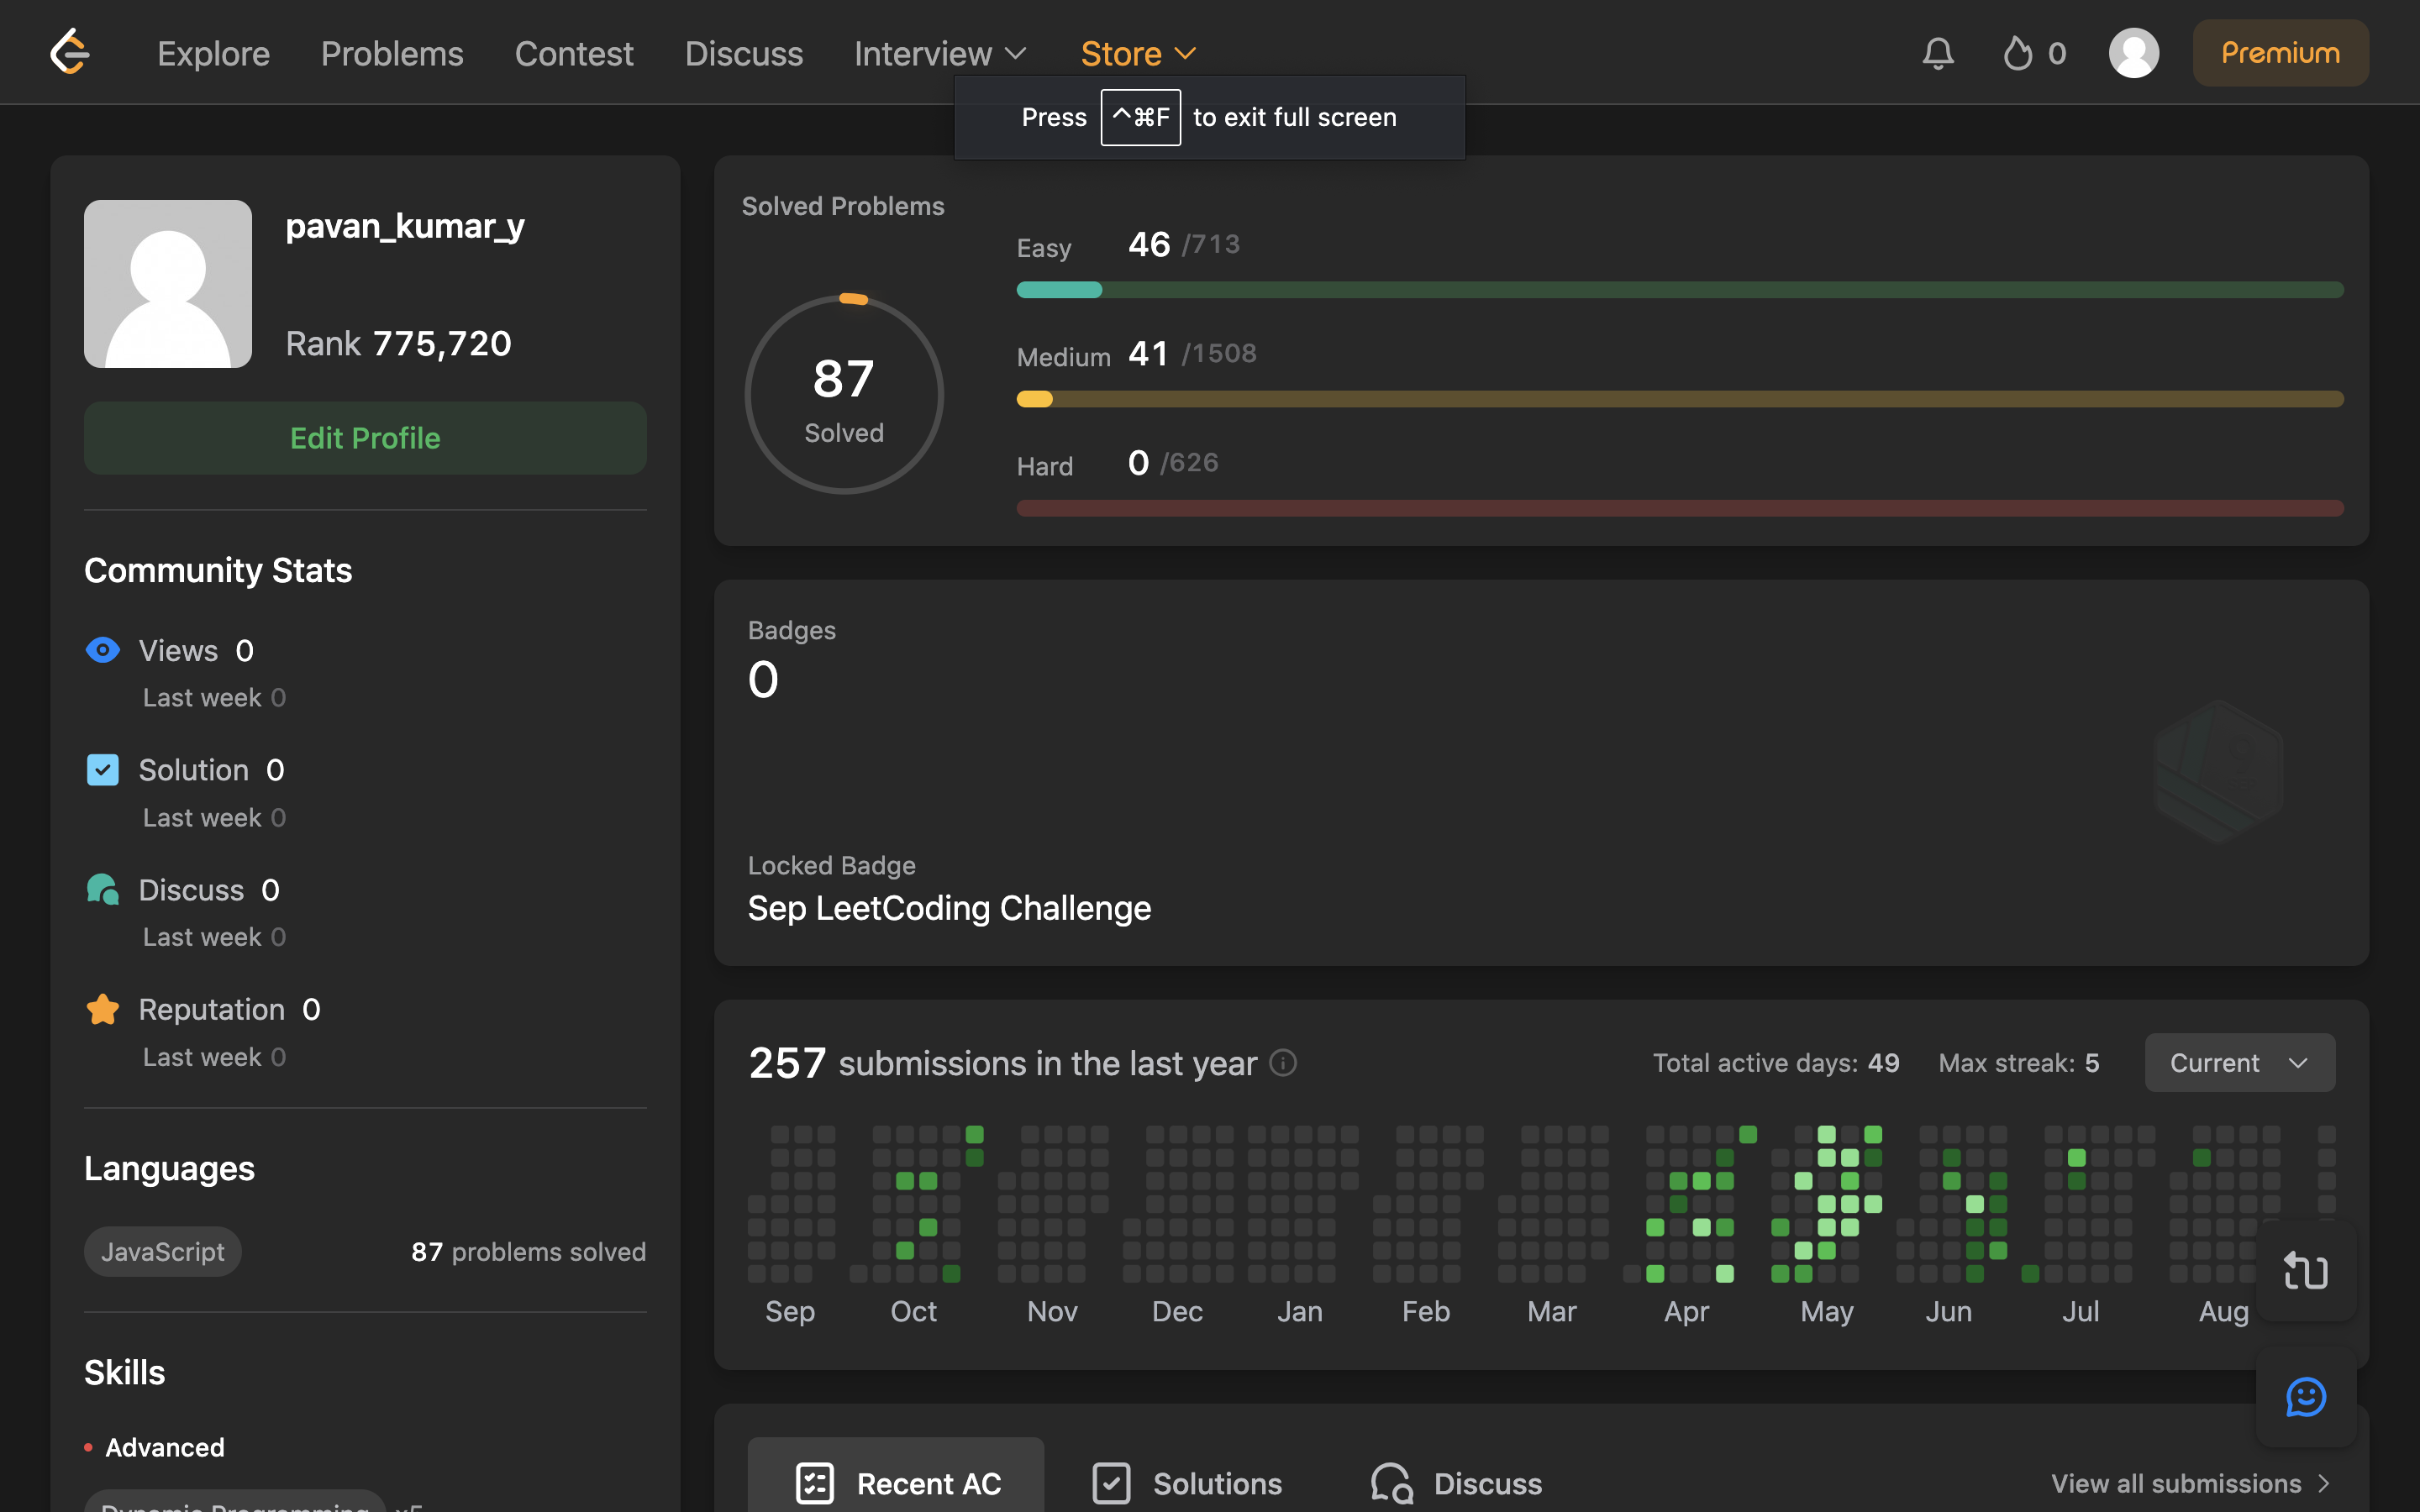 Explore Problems Contest Discuss Interview Store 0 Premium
Press ^⌘F to exit full screen
pavan_kumar_y
Rank 775,720
Edit Profile
Community Stats
Views 0
Last week 0
Solution 0
Last week 0
Discuss 0
Last week 0
Reputation 0
Last week 0
Languages
JavaScript 87 problems solved
Skills
Advanced
Dynamic Programming x5
Solved Problems
87
Solved
Easy 46 /713
Medium 41 /1508
Hard 0 /626
Badges
0
Locked Badge
Sep LeetCoding Challenge
257 submissions in the last year Total active days: 49 Max streak: 5 Current
Sep Oct Nov Dec Jan Feb Mar Apr May Jun Jul Aug
Recent AC Solutions Discuss View all submissions